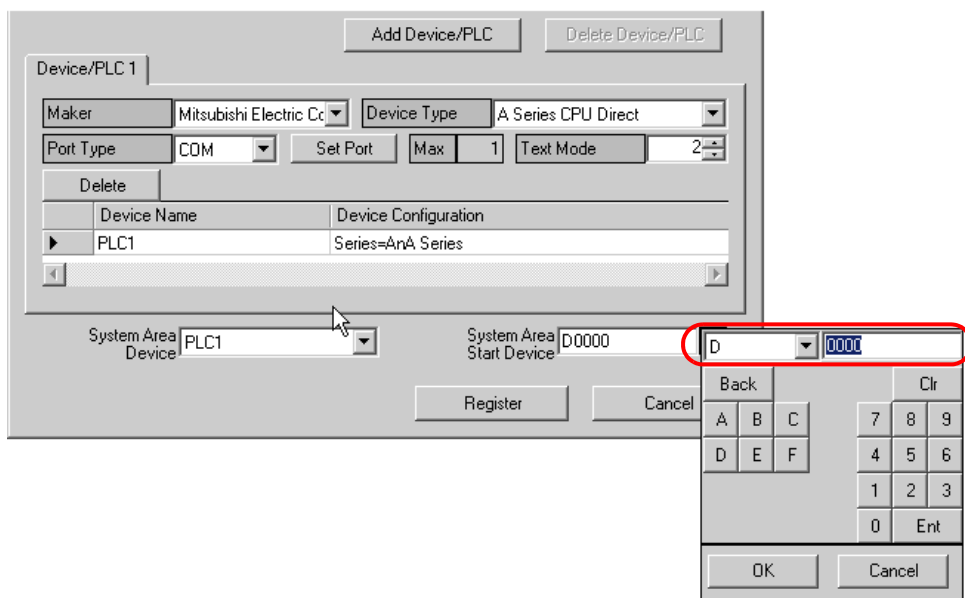 Add Device/PLC Delete Device/PLC
Device/PLC 1
Maker Mitsubishi Electric Co Device Type A Series CPU Direct
Port Type COM Set Port Max 1 Text Mode 2
Delete
Device Name Device Configuration
PLC1 Series=AnA Series
System Area Device PLC1 System Area Start Device D0000
Register Cancel
D 0000
Back Clr
A B C 7 8 9
D E F 4 5 6
1 2 3
0 Ent
OK Cancel